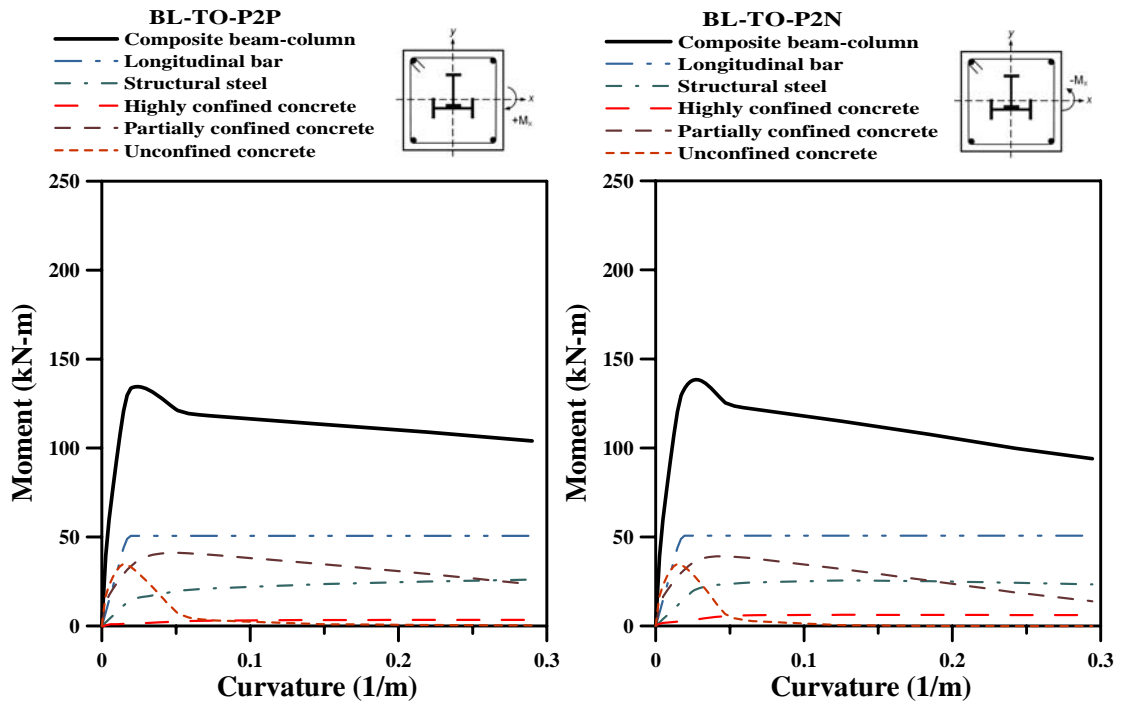 BL-TO-P2P
Composite beam-column
Longitudinal bar
Structural steel
Highly confined concrete
Partially confined concrete
Unconfined concrete
y
x
+Mx
250
200
150
100
50
0
Moment (kN-m)
0
0.1
0.2
0.3
Curvature (1/m)
BL-TO-P2N
Composite beam-column
Longitudinal bar
Structural steel
Highly confined concrete
Partially confined concrete
Unconfined concrete
y
x
-Mx
250
200
150
100
50
0
Moment (kN-m)
0
0.1
0.2
0.3
Curvature (1/m)